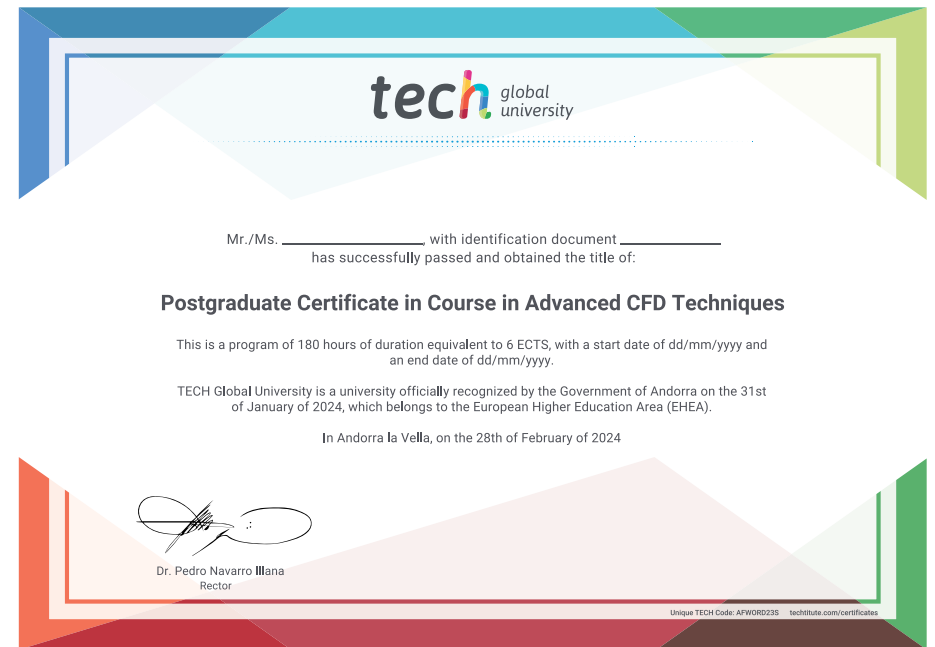 tech global university
Mr./Ms. ____________, with identification document ____________
has successfully passed and obtained the title of:
Postgraduate Certificate in Course in Advanced CFD Techniques
This is a program of 180 hours of duration equivalent to 6 ECTS, with a start date of dd/mm/yyyy and
an end date of dd/mm/yyyy.
TECH Global University is a university officially recognized by the Government of Andorra on the 31st
of January of 2024, which belongs to the European Higher Education Area (EHEA).
In Andorra la Vella, on the 28th of February of 2024
Dr. Pedro Navarro Illana
Rector
Unique TECH Code: AFWORD23S techtitute.com/certificates